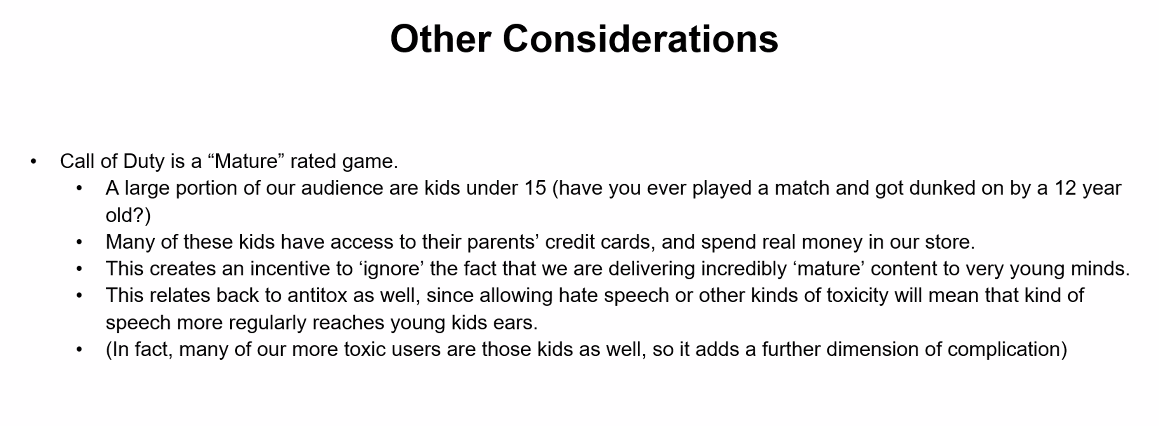 Other Considerations
• Call of Duty is a “Mature” rated game.
• A large portion of our audience are kids under 15 (have you ever played a match and got dunked on by a 12 year
old?)
• Many of these kids have access to their parents’ credit cards, and spend real money in our store.
• This creates an incentive to ‘ignore’ the fact that we are delivering incredibly ‘mature’ content to very young minds.
• This relates back to antitox as well, since allowing hate speech or other kinds of toxicity will mean that kind of
speech more regularly reaches young kids ears.
• (In fact, many of our more toxic users are those kids as well, so it adds a further dimension of complication)